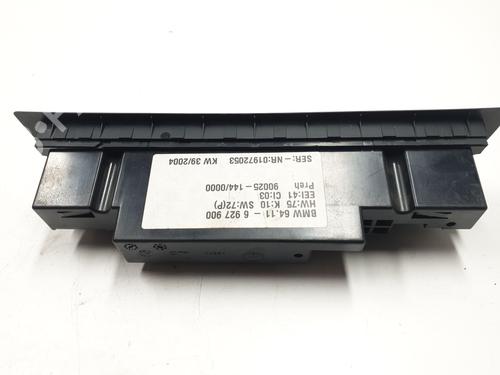 BMW 64.11 - 6 927 900
HW:75 K:10 SW:72(P)
EEI:41 CI:03
Preh 90025-144/0000
SER.-NR:01972053 KW 39/2004